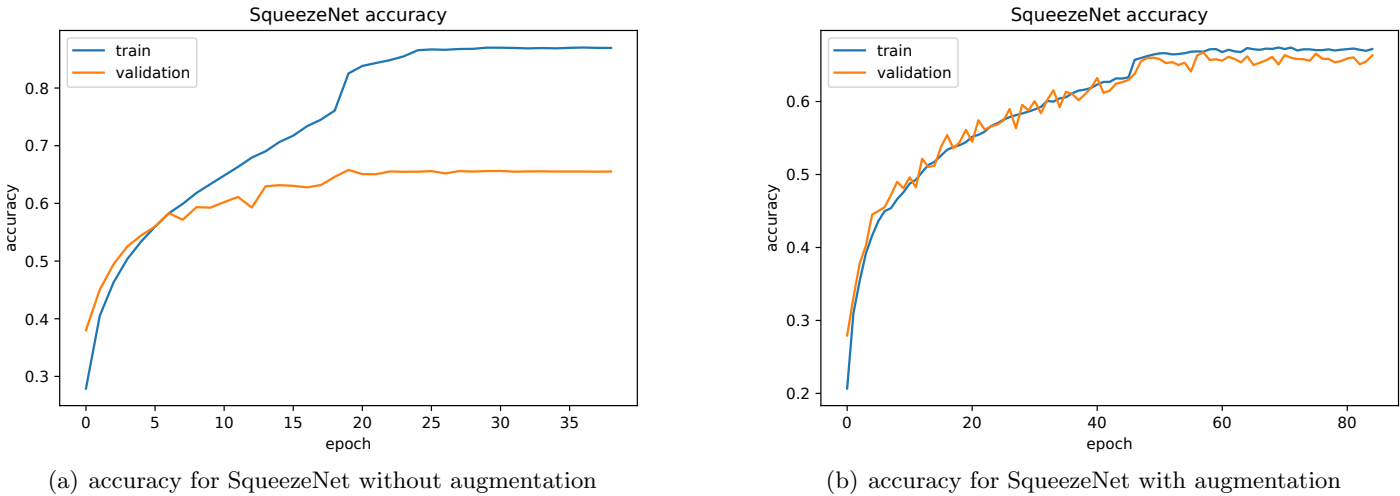 SqueezeNet accuracy
train
validation
0.8
0.7
0.6
0.5
0.4
0.3
accuracy
0 5 10 15 20 25 30 35
epoch
(a) accuracy for SqueezeNet without augmentation
SqueezeNet accuracy
train
validation
0.6
0.5
0.4
0.3
0.2
accuracy
0 20 40 60 80
epoch
(b) accuracy for SqueezeNet with augmentation